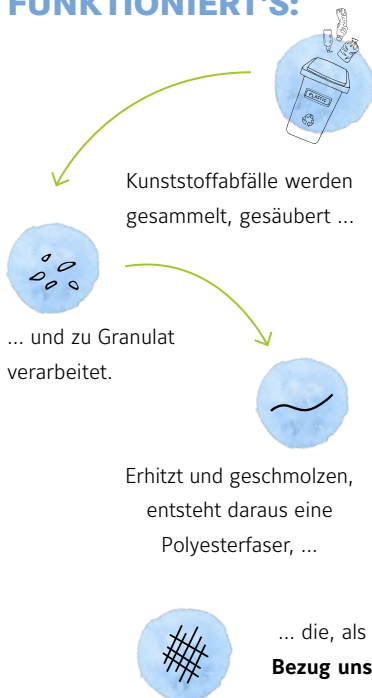 FUNKTIONIERT'S:
PLASTIC
Kunststoffabfälle werden
gesammelt, gesäubert ...
... und zu Granulat
verarbeitet.
Erhitzt und geschmolzen,
entsteht daraus eine
Polyesterfaser, ...
... die, als
Bezug uns